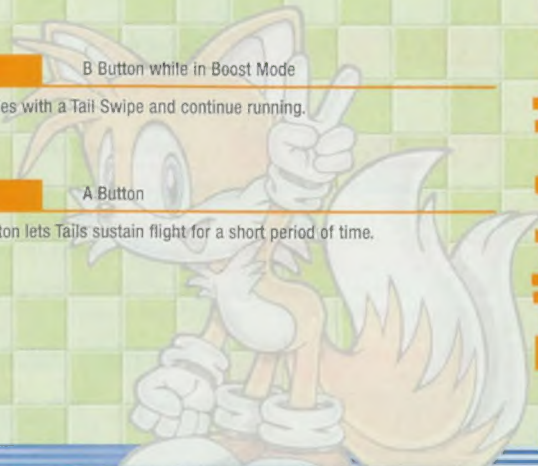 B Button while in Boost Mode
es with a Tail Swipe and continue running.
A Button
ton lets Tails sustain flight for a short period of time.